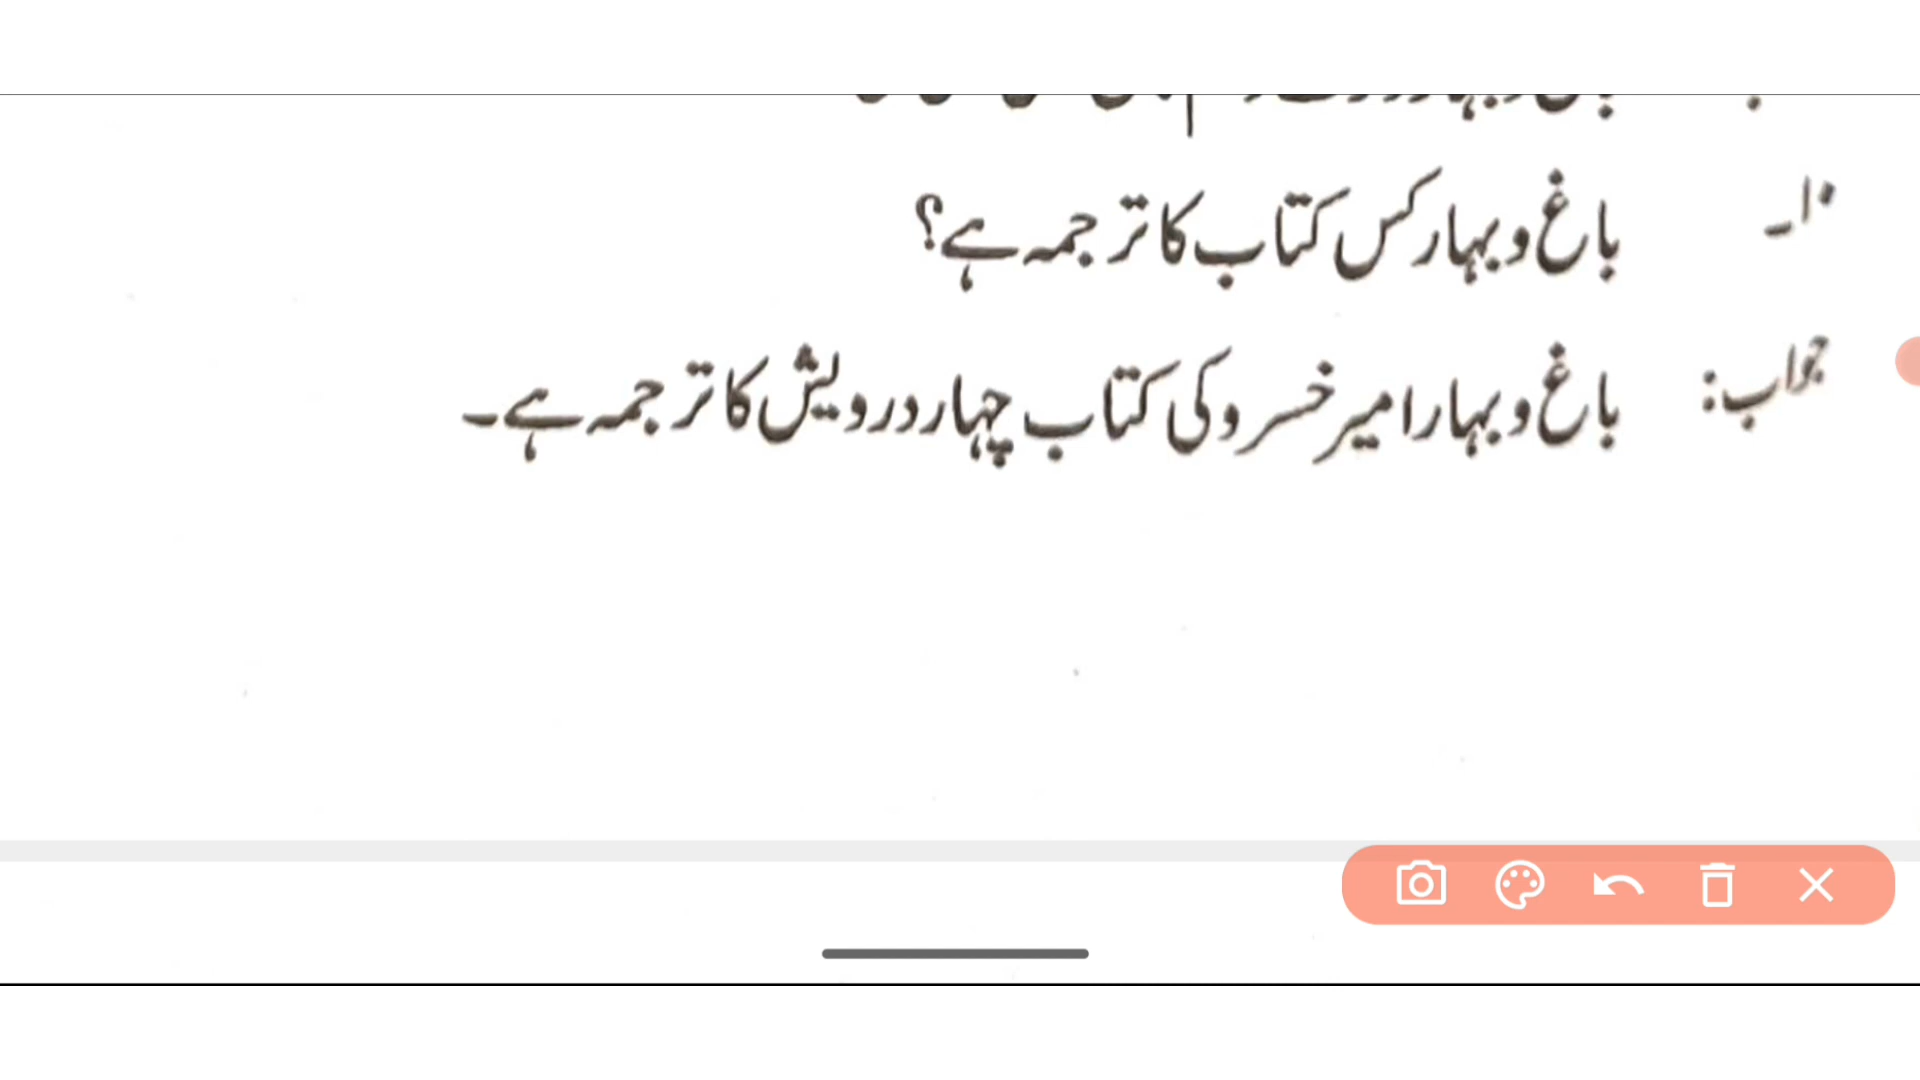 ۱۰۔ باغ و بہار کس کتاب کا ترجمہ ہے؟
جواب: باغ و بہار امیر خسرو کی کتاب چہار درویش کا ترجمہ ہے۔